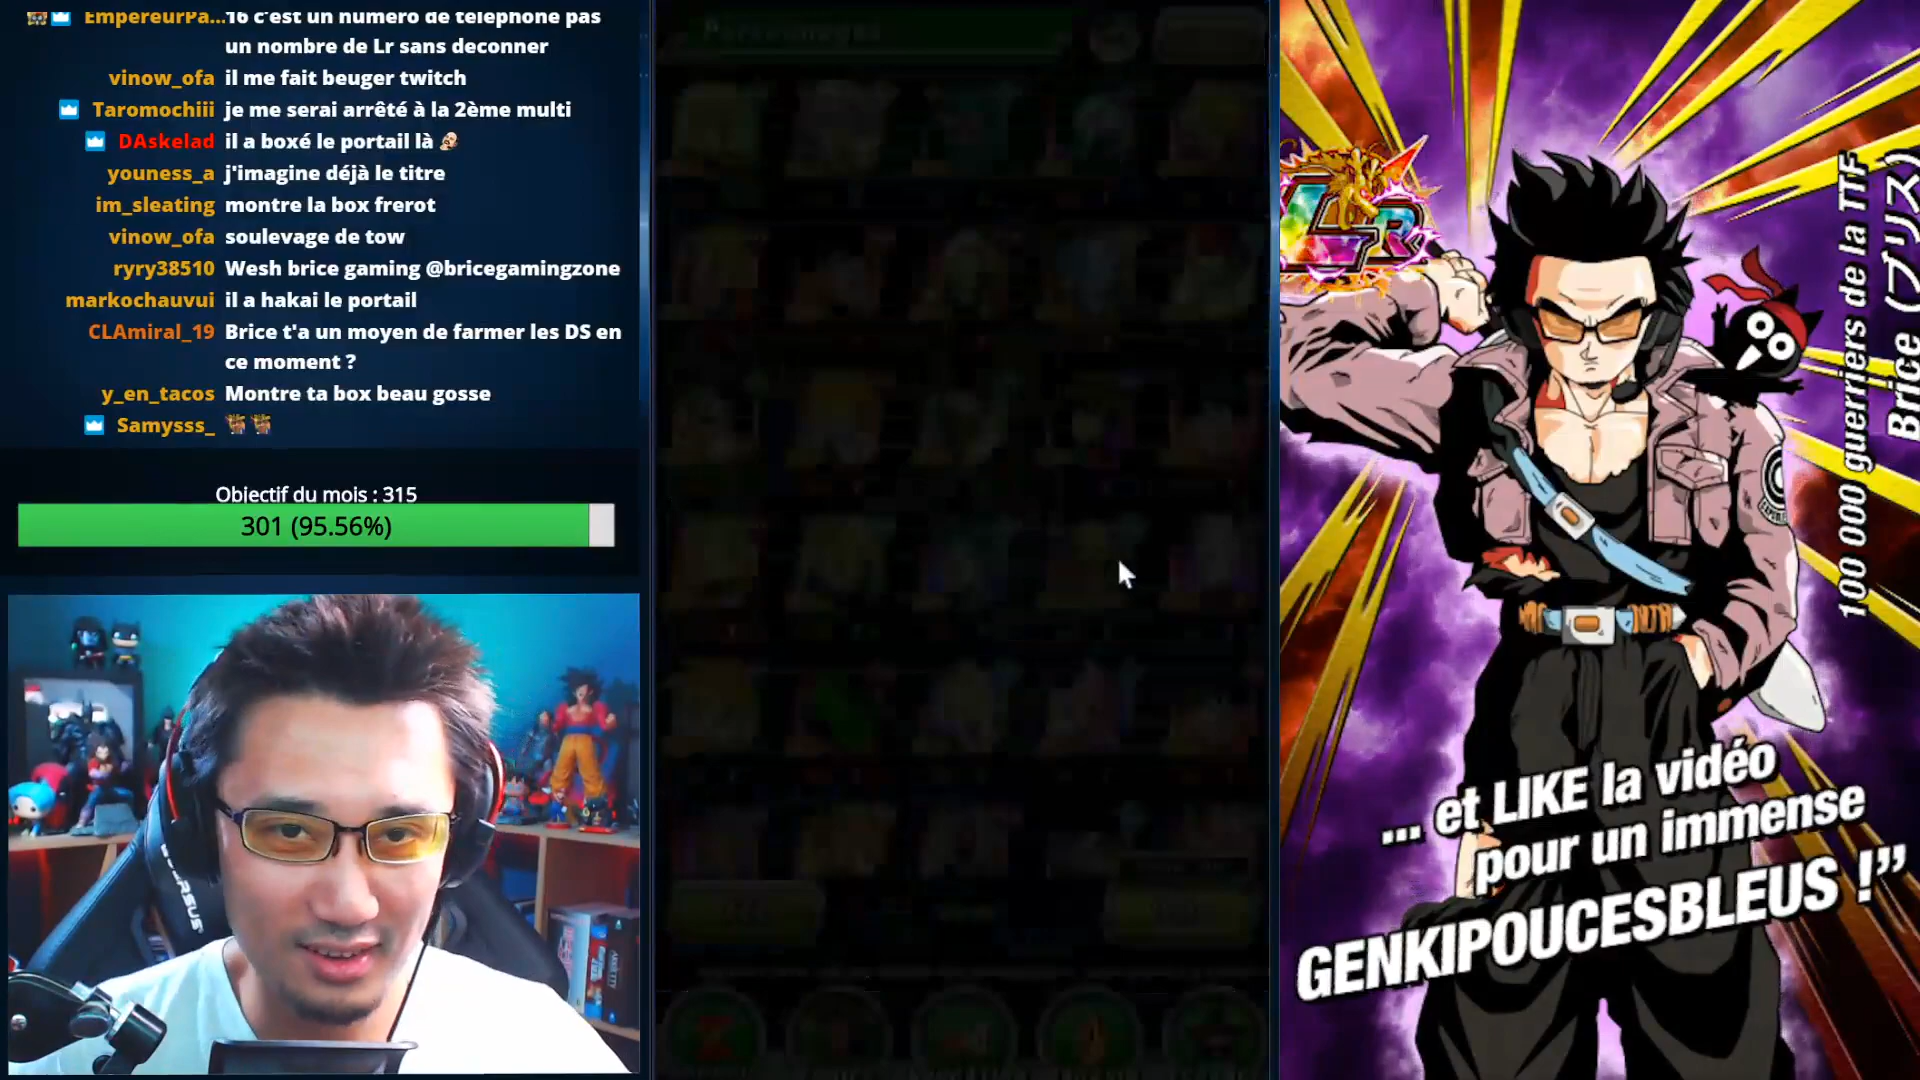 EmpereurPa... 16 c'est un numero de telephone pas
un nombre de Lr sans deconner
vinow_ofa il me fait beuger twitch
Taromochiii je me serai arrêté à la 2ème multi
DAskelad il a boxé le portail là
youness_a j'imagine déjà le titre
im_sleating montre la box frerot
vinow_ofa soulevage de tow
ryry38510 Wesh brice gaming @bricegamingzone
markochauvui il a hakai le portail
CLAmiral_19 Brice t'a un moyen de farmer les DS en
ce moment ?
y_en_tacos Montre ta box beau gosse
Samysss_
Objectif du mois : 315
301 (95.56%)
Personnages
LR
100 000 guerriers de la TTF
Brice (ブリス)
... et LIKE la vidéo
pour un immense
GENKIPOUCESBLEUS !”